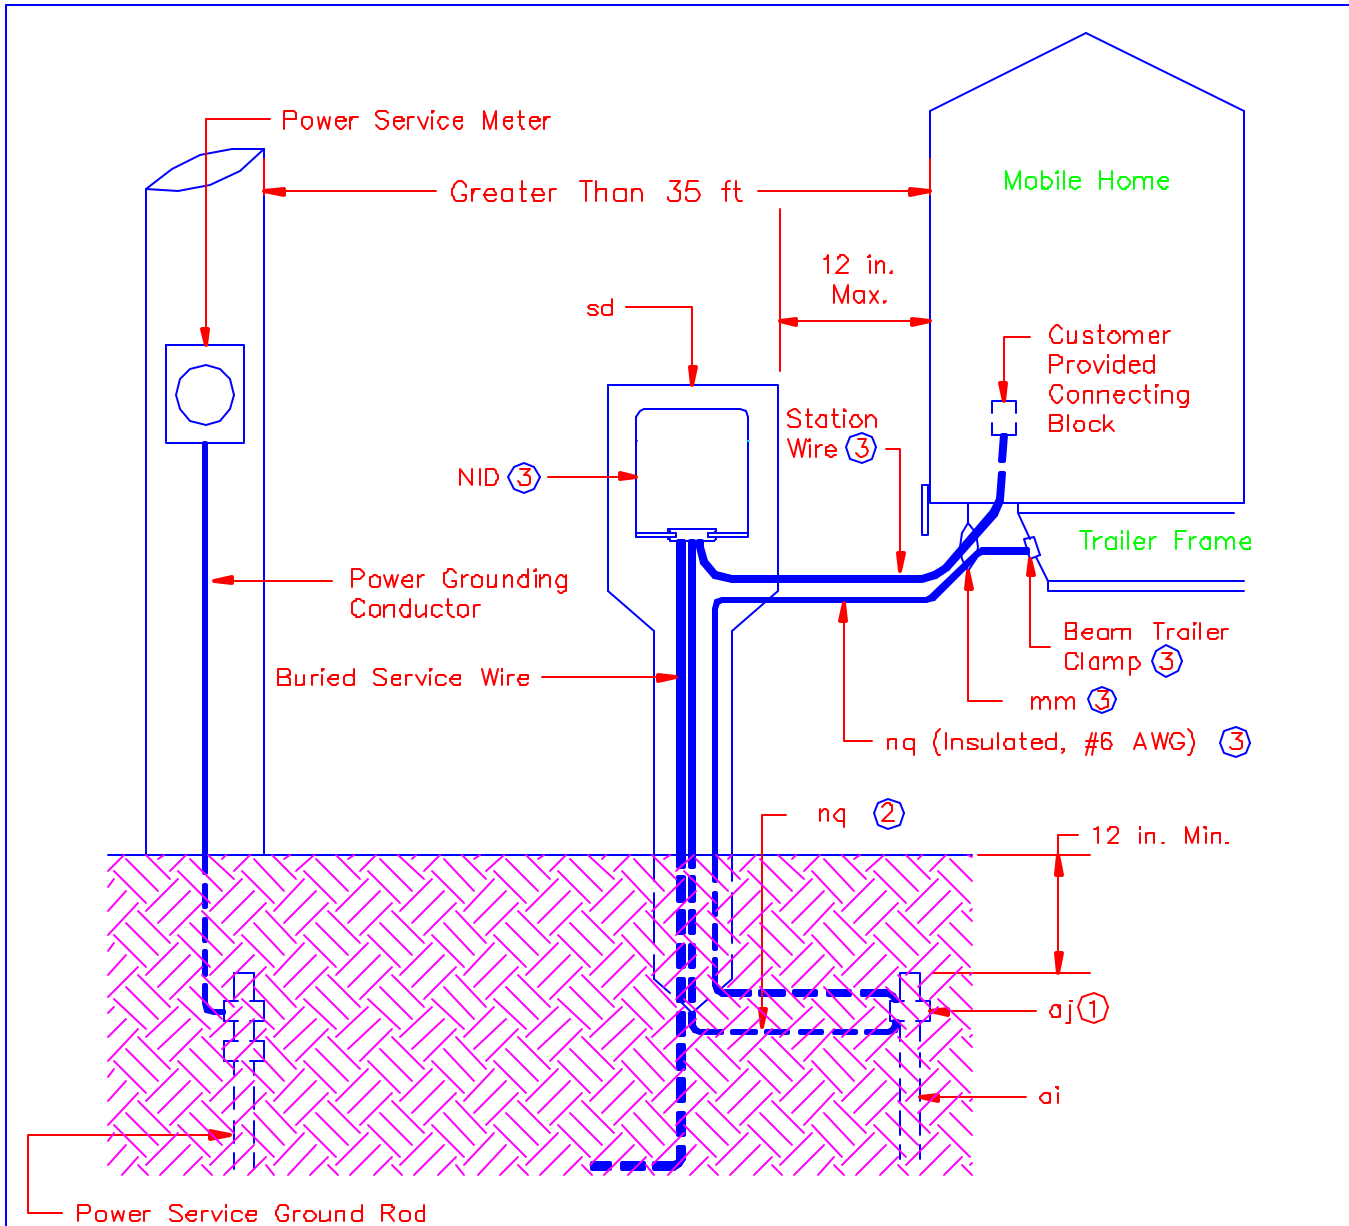 Power Service Meter
Greater Than 35 ft
Mobile Home
12 in.
Max.
sd
Customer
Provided
Connecting
Block
Station
Wire 3
NID 3
Trailer Frame
Power Grounding
Conductor
Beam Trailer
Clamp 3
Buried Service Wire
mm 3
nq (Insulated, #6 AWG) 3
nq 2
12 in. Min.
aj 1
ai
Power Service Ground Rod